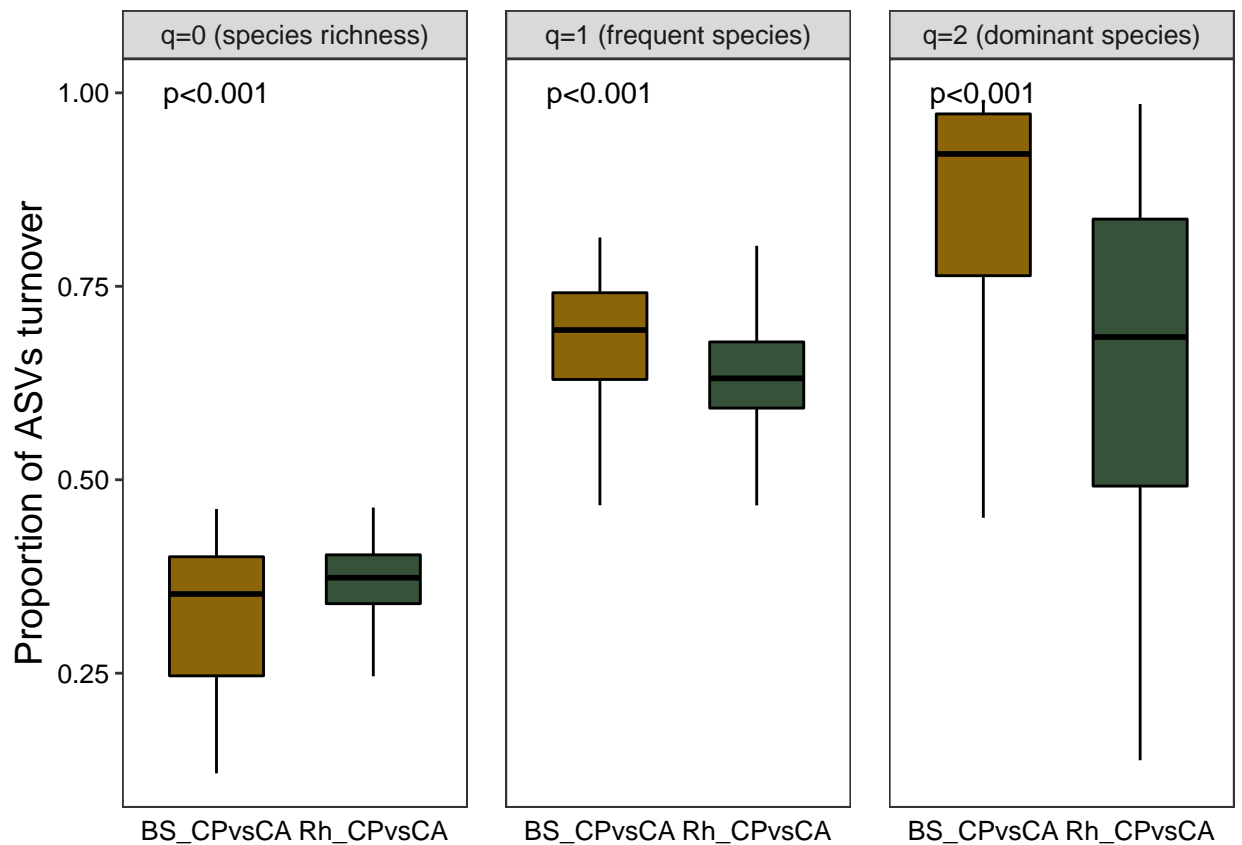 q=0 (species richness)
q=1 (frequent species)
q=2 (dominant species)
p<0.001
p<0.001
p<0.001
Proportion of ASVs turnover
1.00
0.75
0.50
0.25
BS_CPvsCA Rh_CPvsCA
BS_CPvsCA Rh_CPvsCA
BS_CPvsCA Rh_CPvsCA